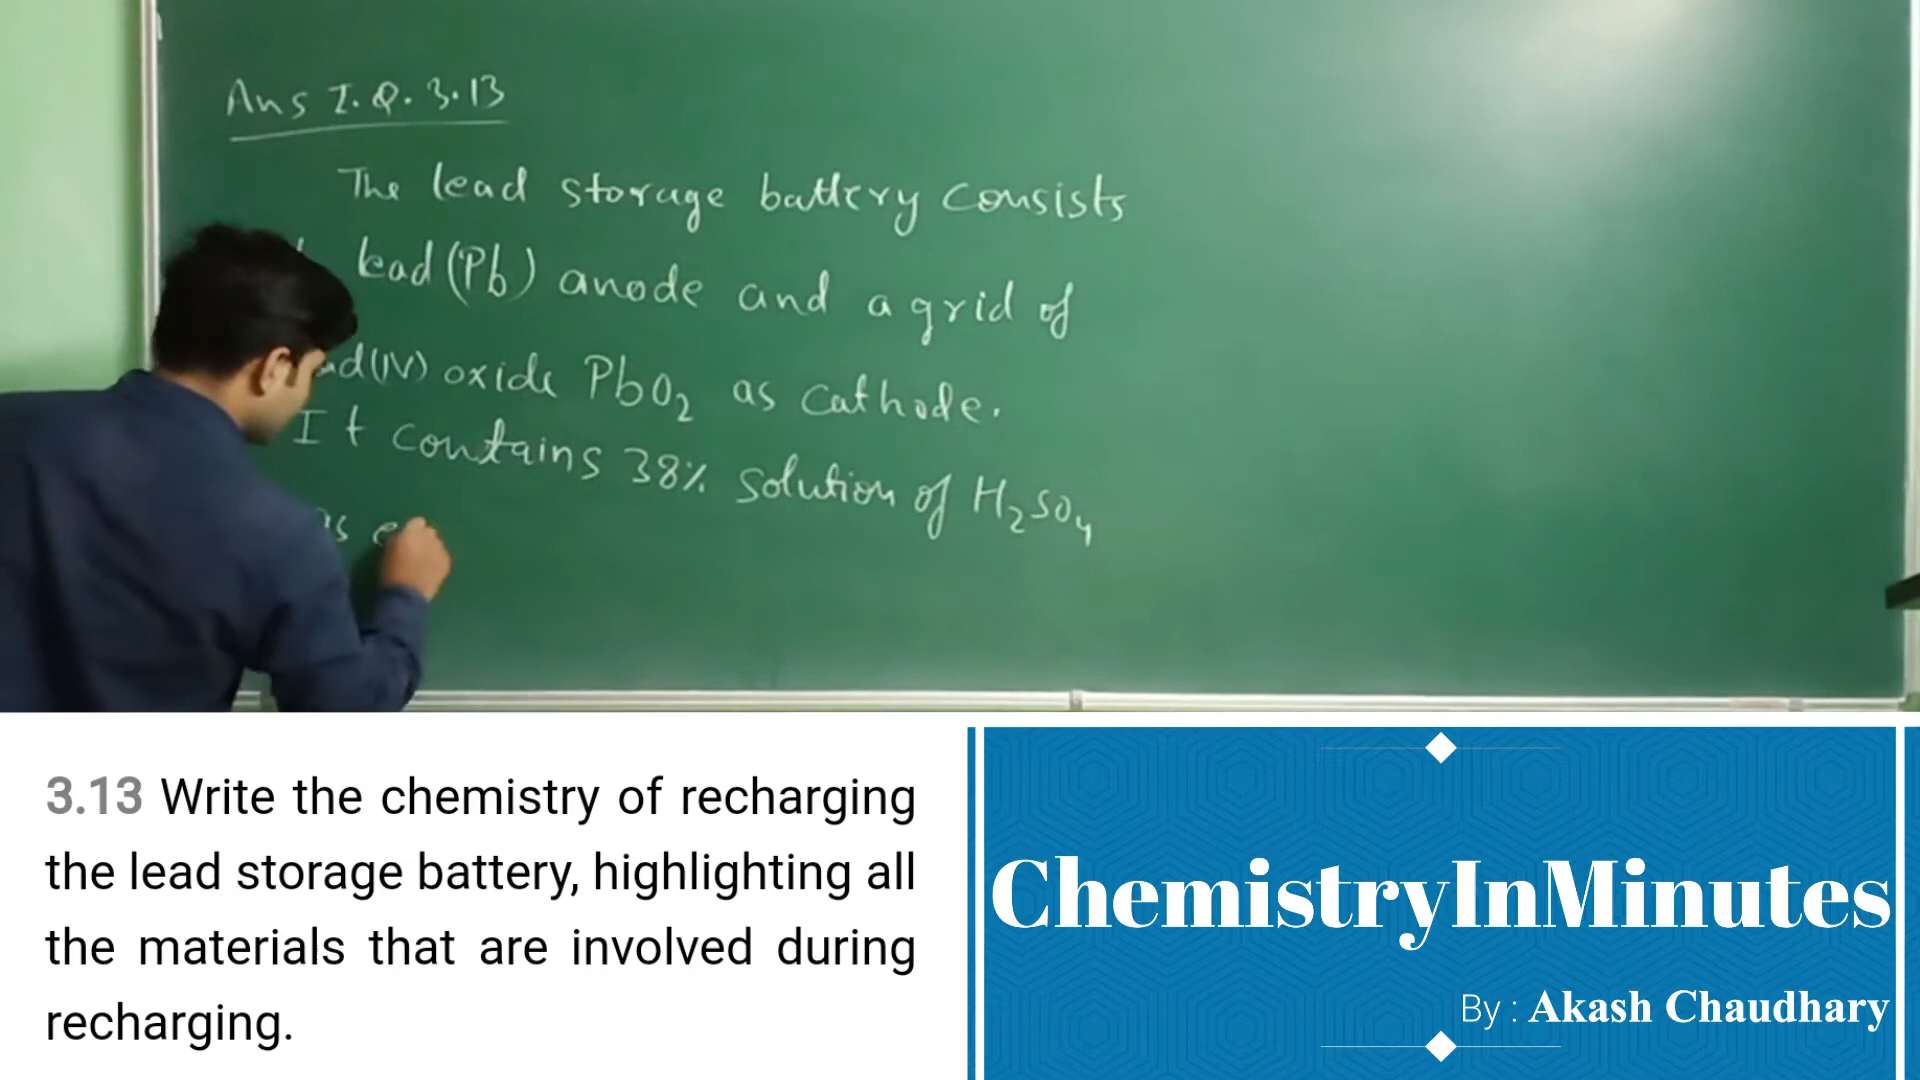 Ans I.Q. 3.13
The lead storage battery consists
lead (Pb) anode and a grid of
ad(IV) oxide PbO₂ as cathode.
It contains 38% solution of H₂SO₄
as e
3.13 Write the chemistry of recharging
the lead storage battery, highlighting all
the materials that are involved during
recharging.
ChemistryInMinutes
By : Akash Chaudhary